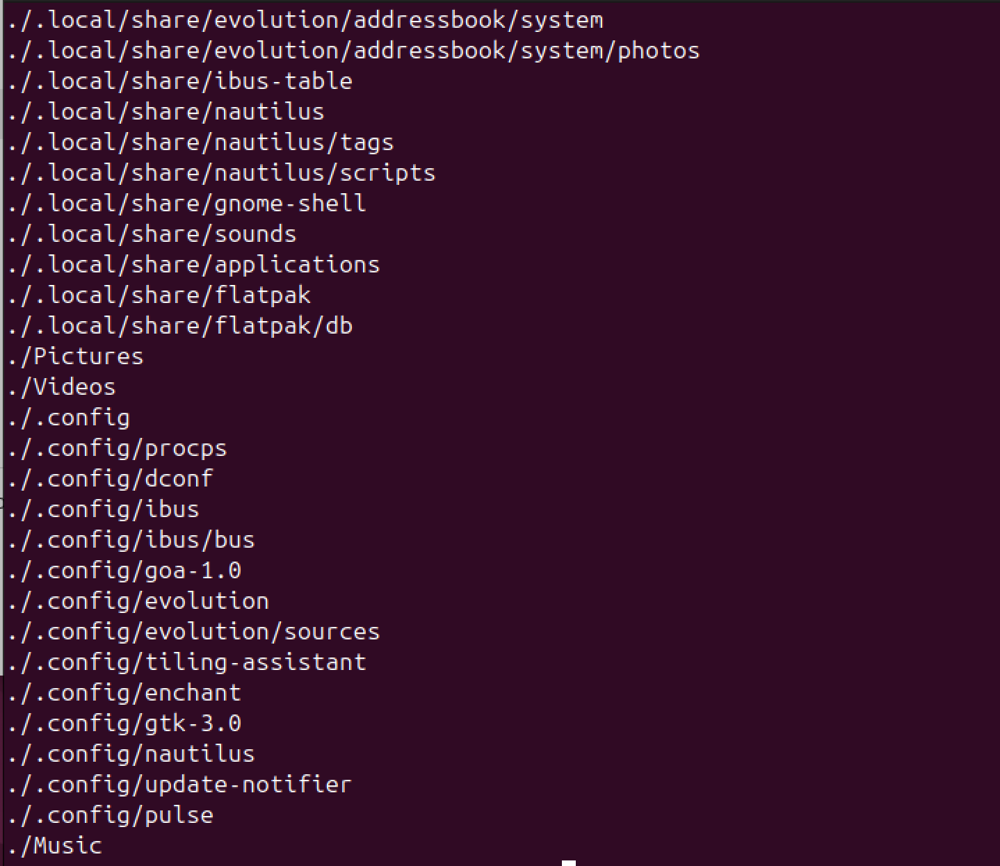 ./.local/share/evolution/addressbook/system
./.local/share/evolution/addressbook/system/photos
./.local/share/ibus-table
./.local/share/nautilus
./.local/share/nautilus/tags
./.local/share/nautilus/scripts
./.local/share/gnome-shell
./.local/share/sounds
./.local/share/applications
./.local/share/flatpak
./.local/share/flatpak/db
./Pictures
./Videos
./.config
./.config/procps
./.config/dconf
./.config/ibus
./.config/ibus/bus
./.config/goa-1.0
./.config/evolution
./.config/evolution/sources
./.config/tiling-assistant
./.config/enchant
./.config/gtk-3.0
./.config/nautilus
./.config/update-notifier
./.config/pulse
./Music